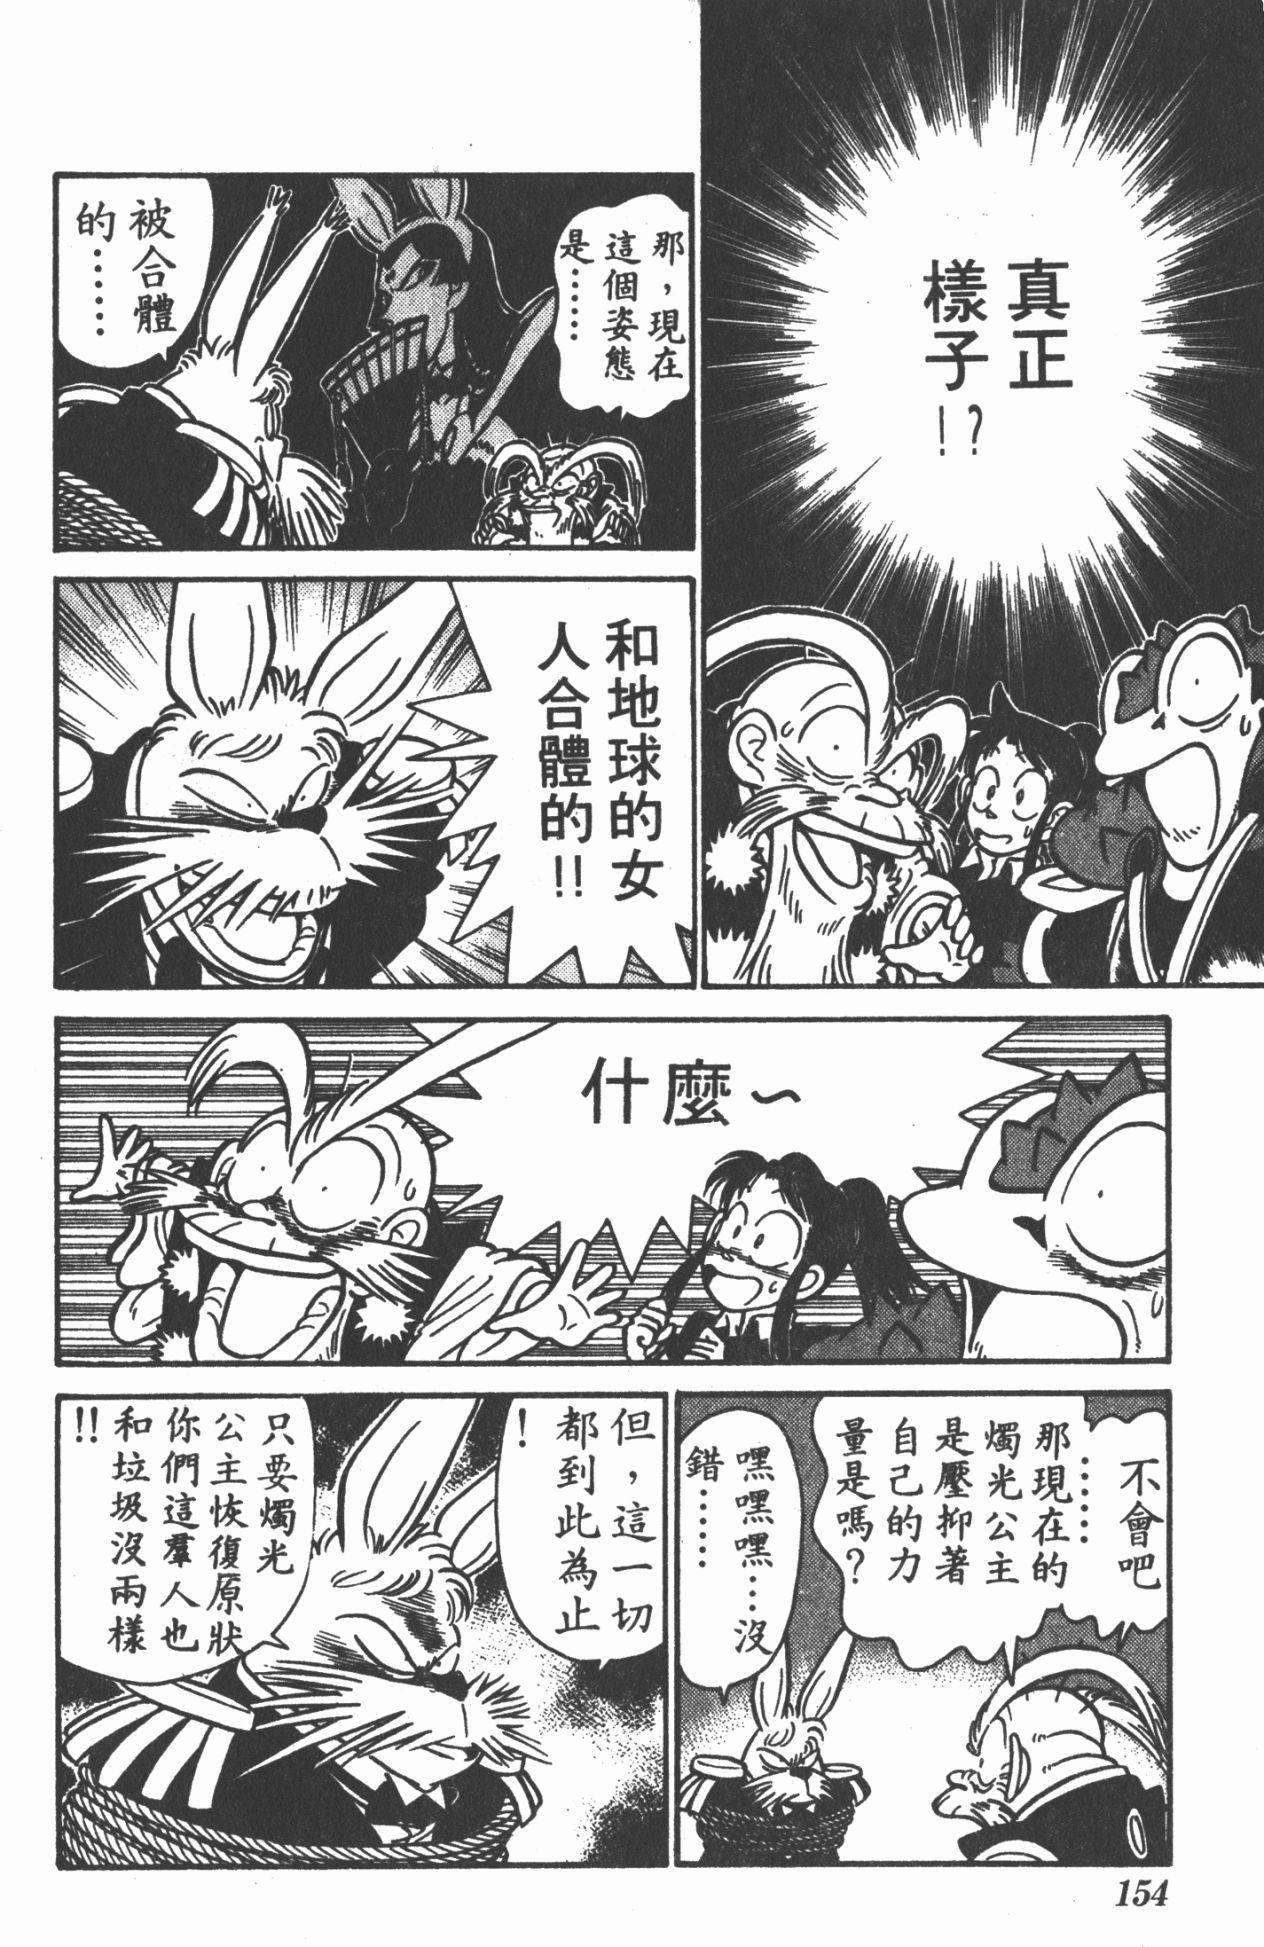 真正
樣子!?
那，現在
這個姿態
是……
被合體
的……
和地球的女
人合體的!!
什麼~
不會吧
……
那現在的
燭光公主
是壓抑著
自己的力
量是嗎？
嘿嘿嘿…沒
錯……
但，這一切
都到此為止
！
只要燭光
公主恢復原狀
你們這羣人也
和垃圾沒兩樣
!!
154